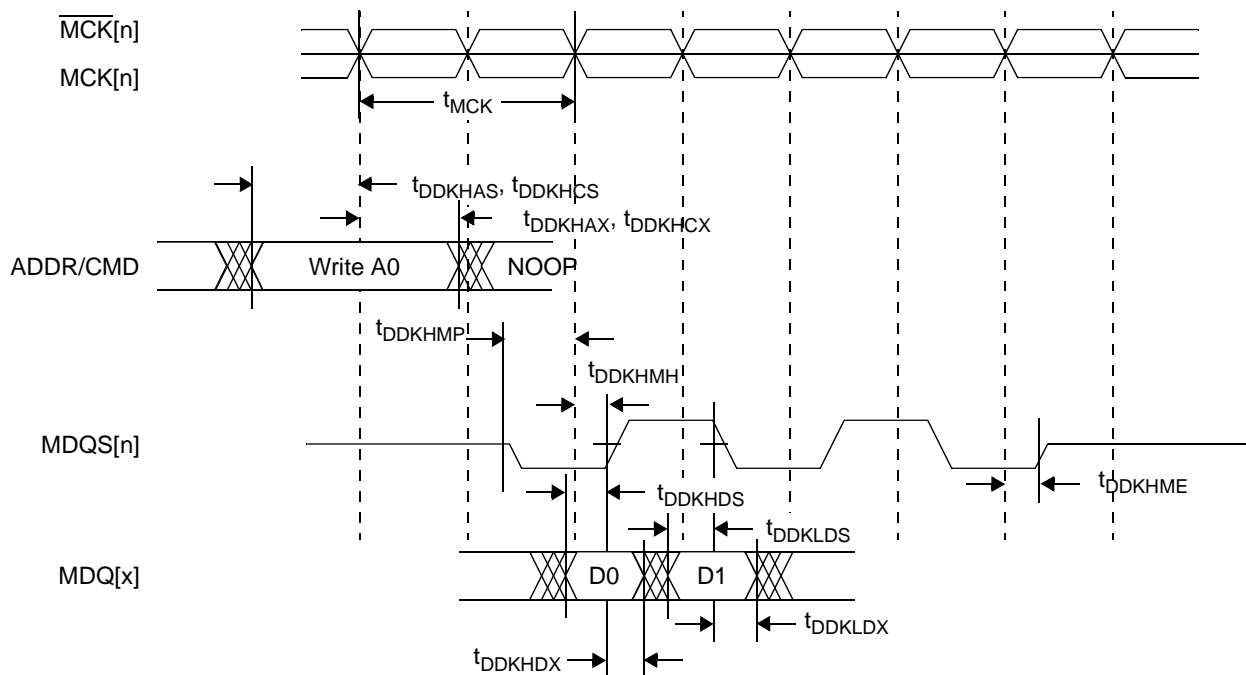 MCK[n]
MCK[n]
tMCK
tDDKHAS, tDDKHCS
tDDKHAX, tDDKHCX
ADDR/CMD Write A0 NOOP
tDDKHMP
tDDKHMH
MDQS[n]
tDDKHME
tDDKHDS
tDDKLDS
MDQ[x] D0 D1
tDDKLDX
tDDKHDX